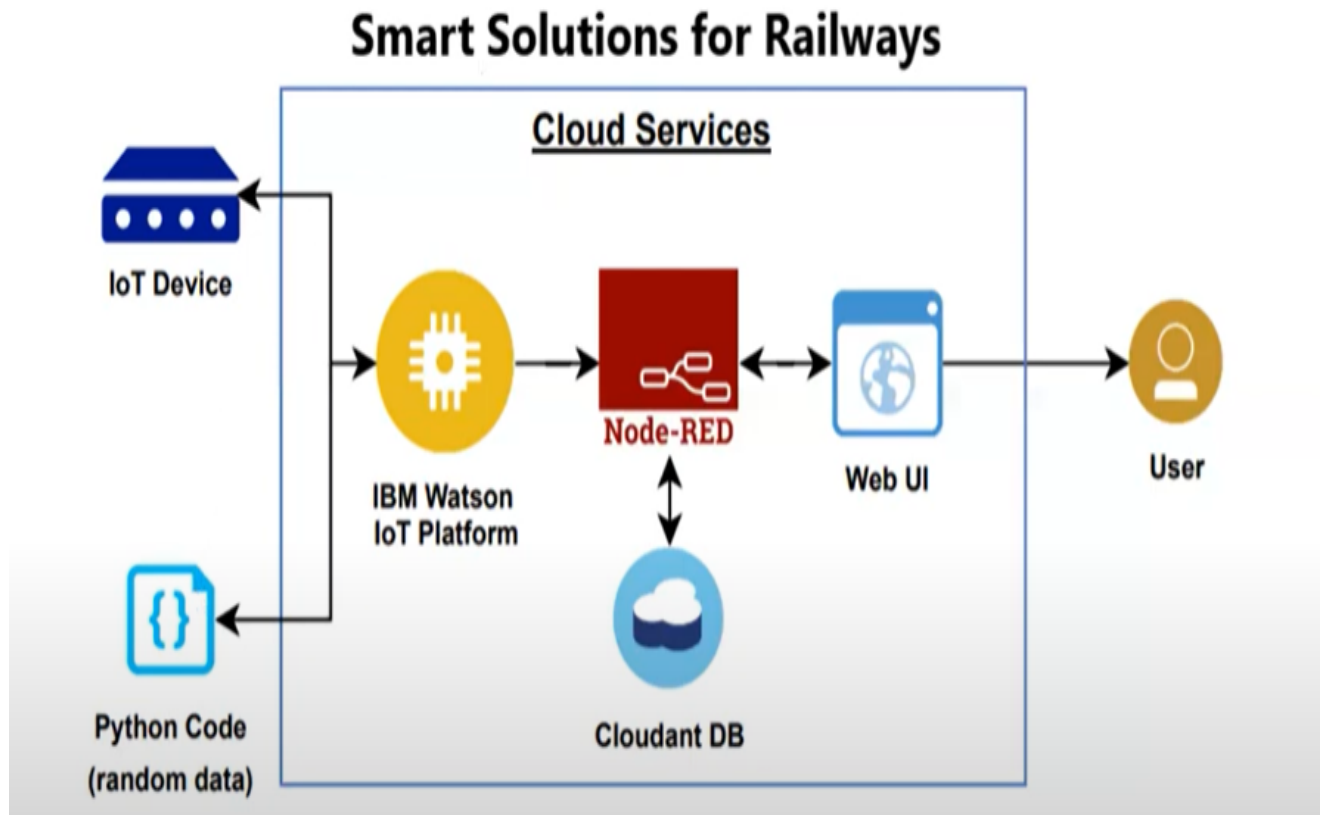 Smart Solutions for Railways
Cloud Services
IoT Device
IBM Watson
IoT Platform
Node-RED
Web UI
User
Cloudant DB
Python Code
(random data)